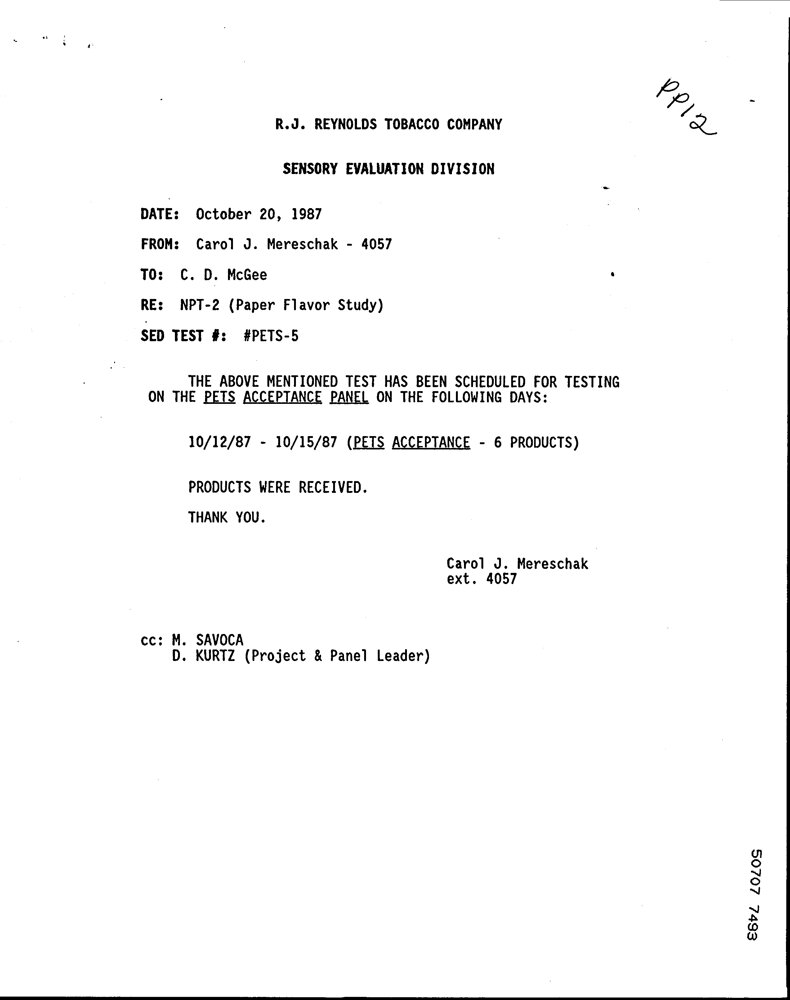 PP12
R.J. REYNOLDS TOBACCO COMPANY
SENSORY EVALUATION DIVISION
DATE: October 20, 1987
FROM: Carol J. Mereschak - 4057
TO: C. D. McGee
RE: NPT-2 (Paper Flavor Study)
SED TEST #: #PETS-5
THE ABOVE MENTIONED TEST HAS BEEN SCHEDULED FOR TESTING
ON THE PETS ACCEPTANCE PANEL ON THE FOLLOWING DAYS:
10/12/87 - 10/15/87 (PETS ACCEPTANCE - 6 PRODUCTS)
PRODUCTS WERE RECEIVED.
THANK YOU.
Carol J. Mereschak
ext. 4057
cc: M. SAVOCA
D. KURTZ (Project & Panel Leader)
50707 7493